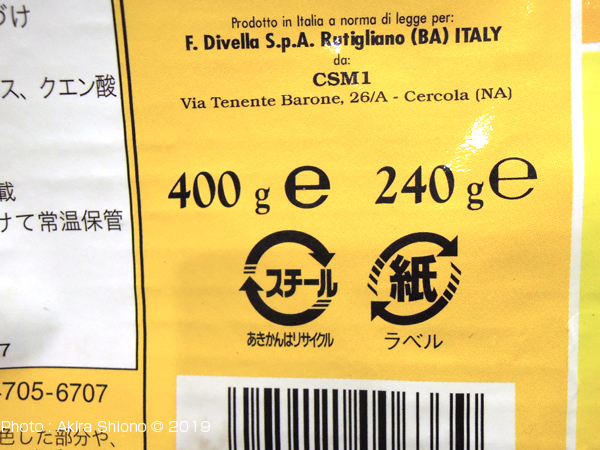 Prodotto in Italia a norma di legge per:
F. Divella S.p.A. Rutigliano (BA) ITALY
da:
CSM1
Via Tenente Barone, 26/A - Cercola (NA)
400 g e 240 g e
スチール
あきかんはリサイクル
紙
ラベル
づけ
ス、クエン酸
載
けて常温保管
7
4705-6707
Photo : Akira Shiono © 2019
色した部分や、